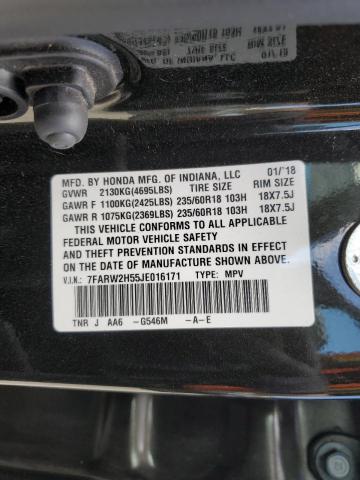 MFD. BY HONDA MFG. OF INDIANA, LLC 01/'18
GVWR 2130KG(4695LBS) TIRE SIZE RIM SIZE
GAWR F 1100KG(2425LBS) 235/60R18 103H 18X7.5J
GAWR R 1075KG(2369LBS) 235/60R18 103H 18X7.5J
THIS VEHICLE CONFORMS TO ALL APPLICABLE
FEDERAL MOTOR VEHICLE SAFETY
AND THEFT PREVENTION STANDARDS IN EFFECT
ON THE DATE OF MANUFACTURE SHOWN ABOVE.
V.I.N.: 7FARW2H55JE016171 TYPE: MPV
TNR J AA6 -G546M -A-E